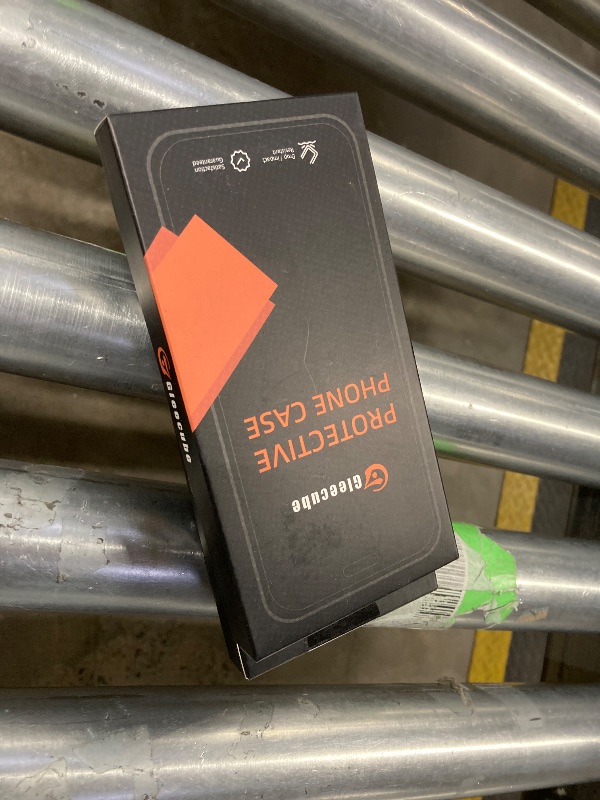 Gleecube
PROTECTIVE
PHONE CASE
Drop / Impact
Resistant
Satisfaction
Guaranteed
Gleecube